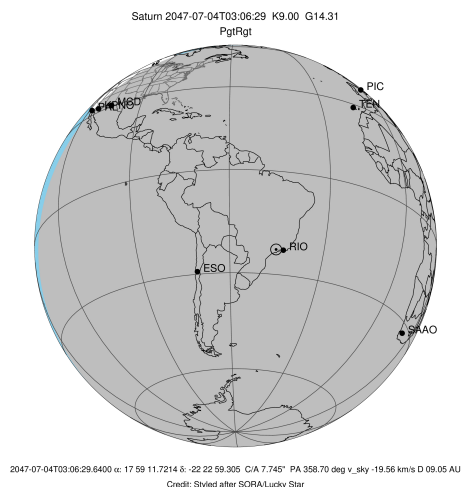 Saturn 2047-07-04T03:06:29 K9.00 G14.31
PgtRgt
PIC
TEN
MSD
RIO
ESO
SAAO
2047-07-04T03:06:29.6400 α: 17 59 11.7214 δ: -22 22 59.305 C/A 7.745" PA 358.70 deg v_sky -19.56 km/s D 09.05 AU
Credit: Styled after SORA/Lucky Star